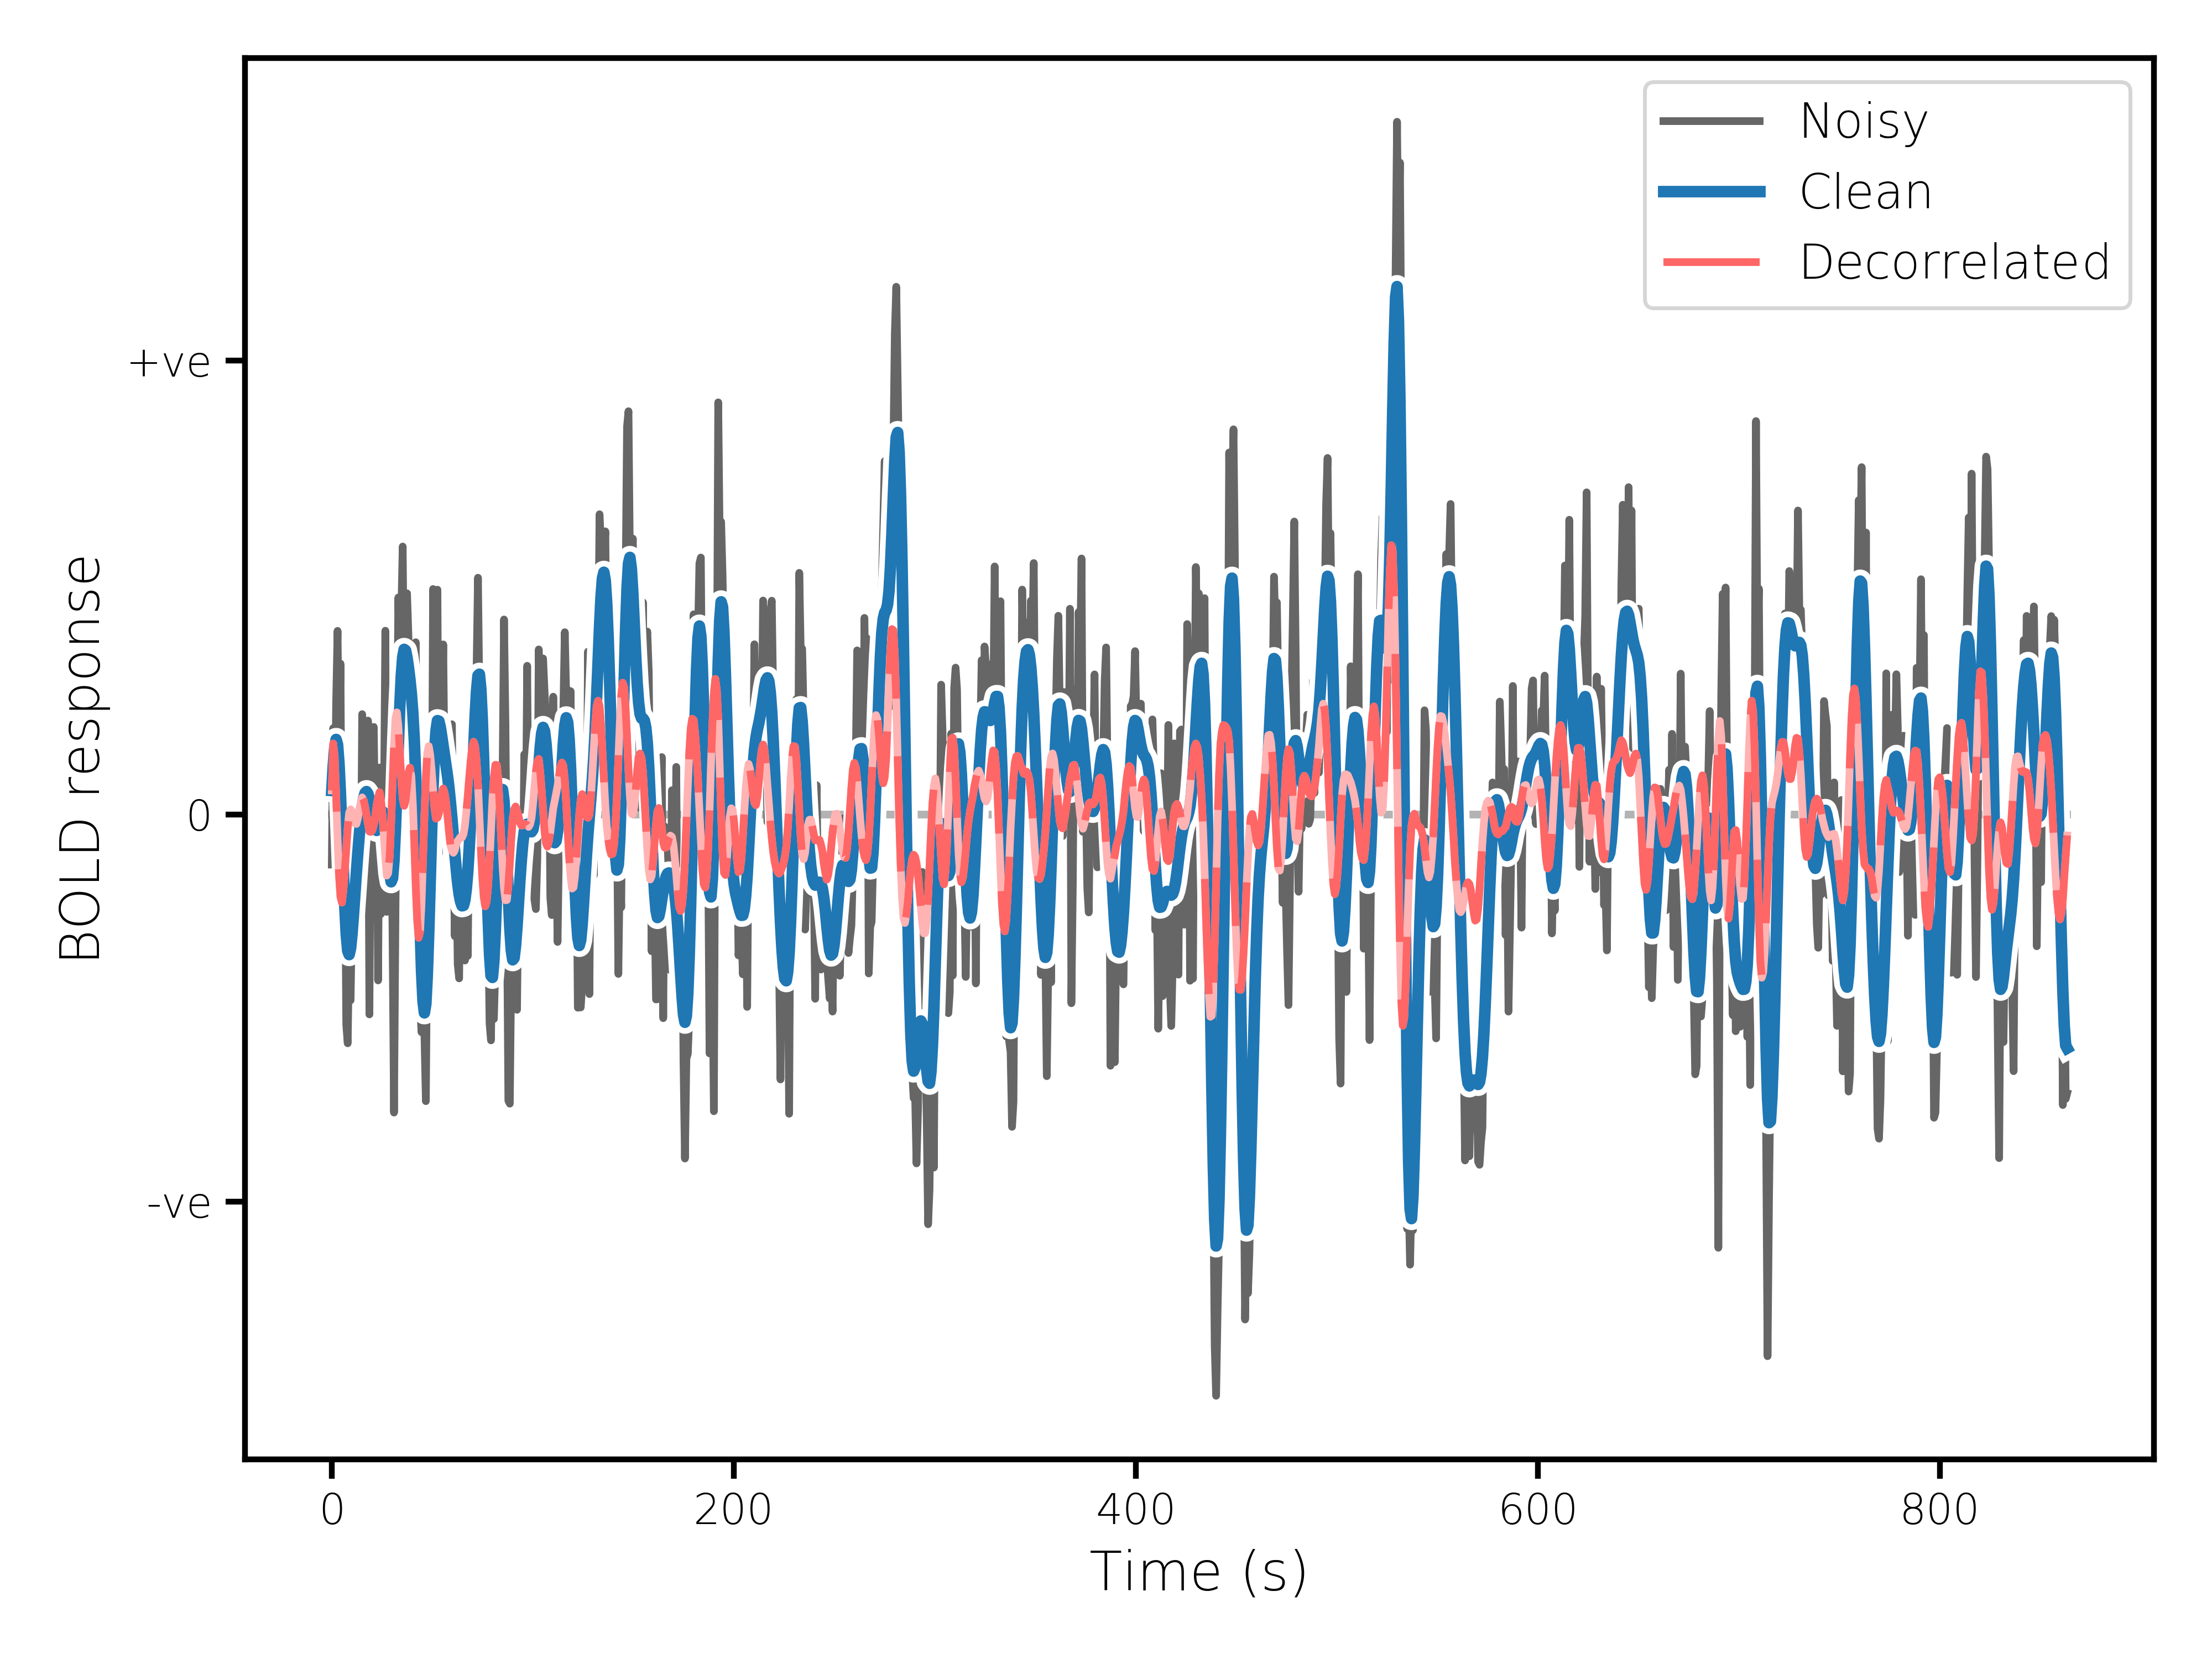 Noisy
Clean
Decorrelated
+ve
0
-ve
BOLD response
0 200 400 600 800
Time (s)